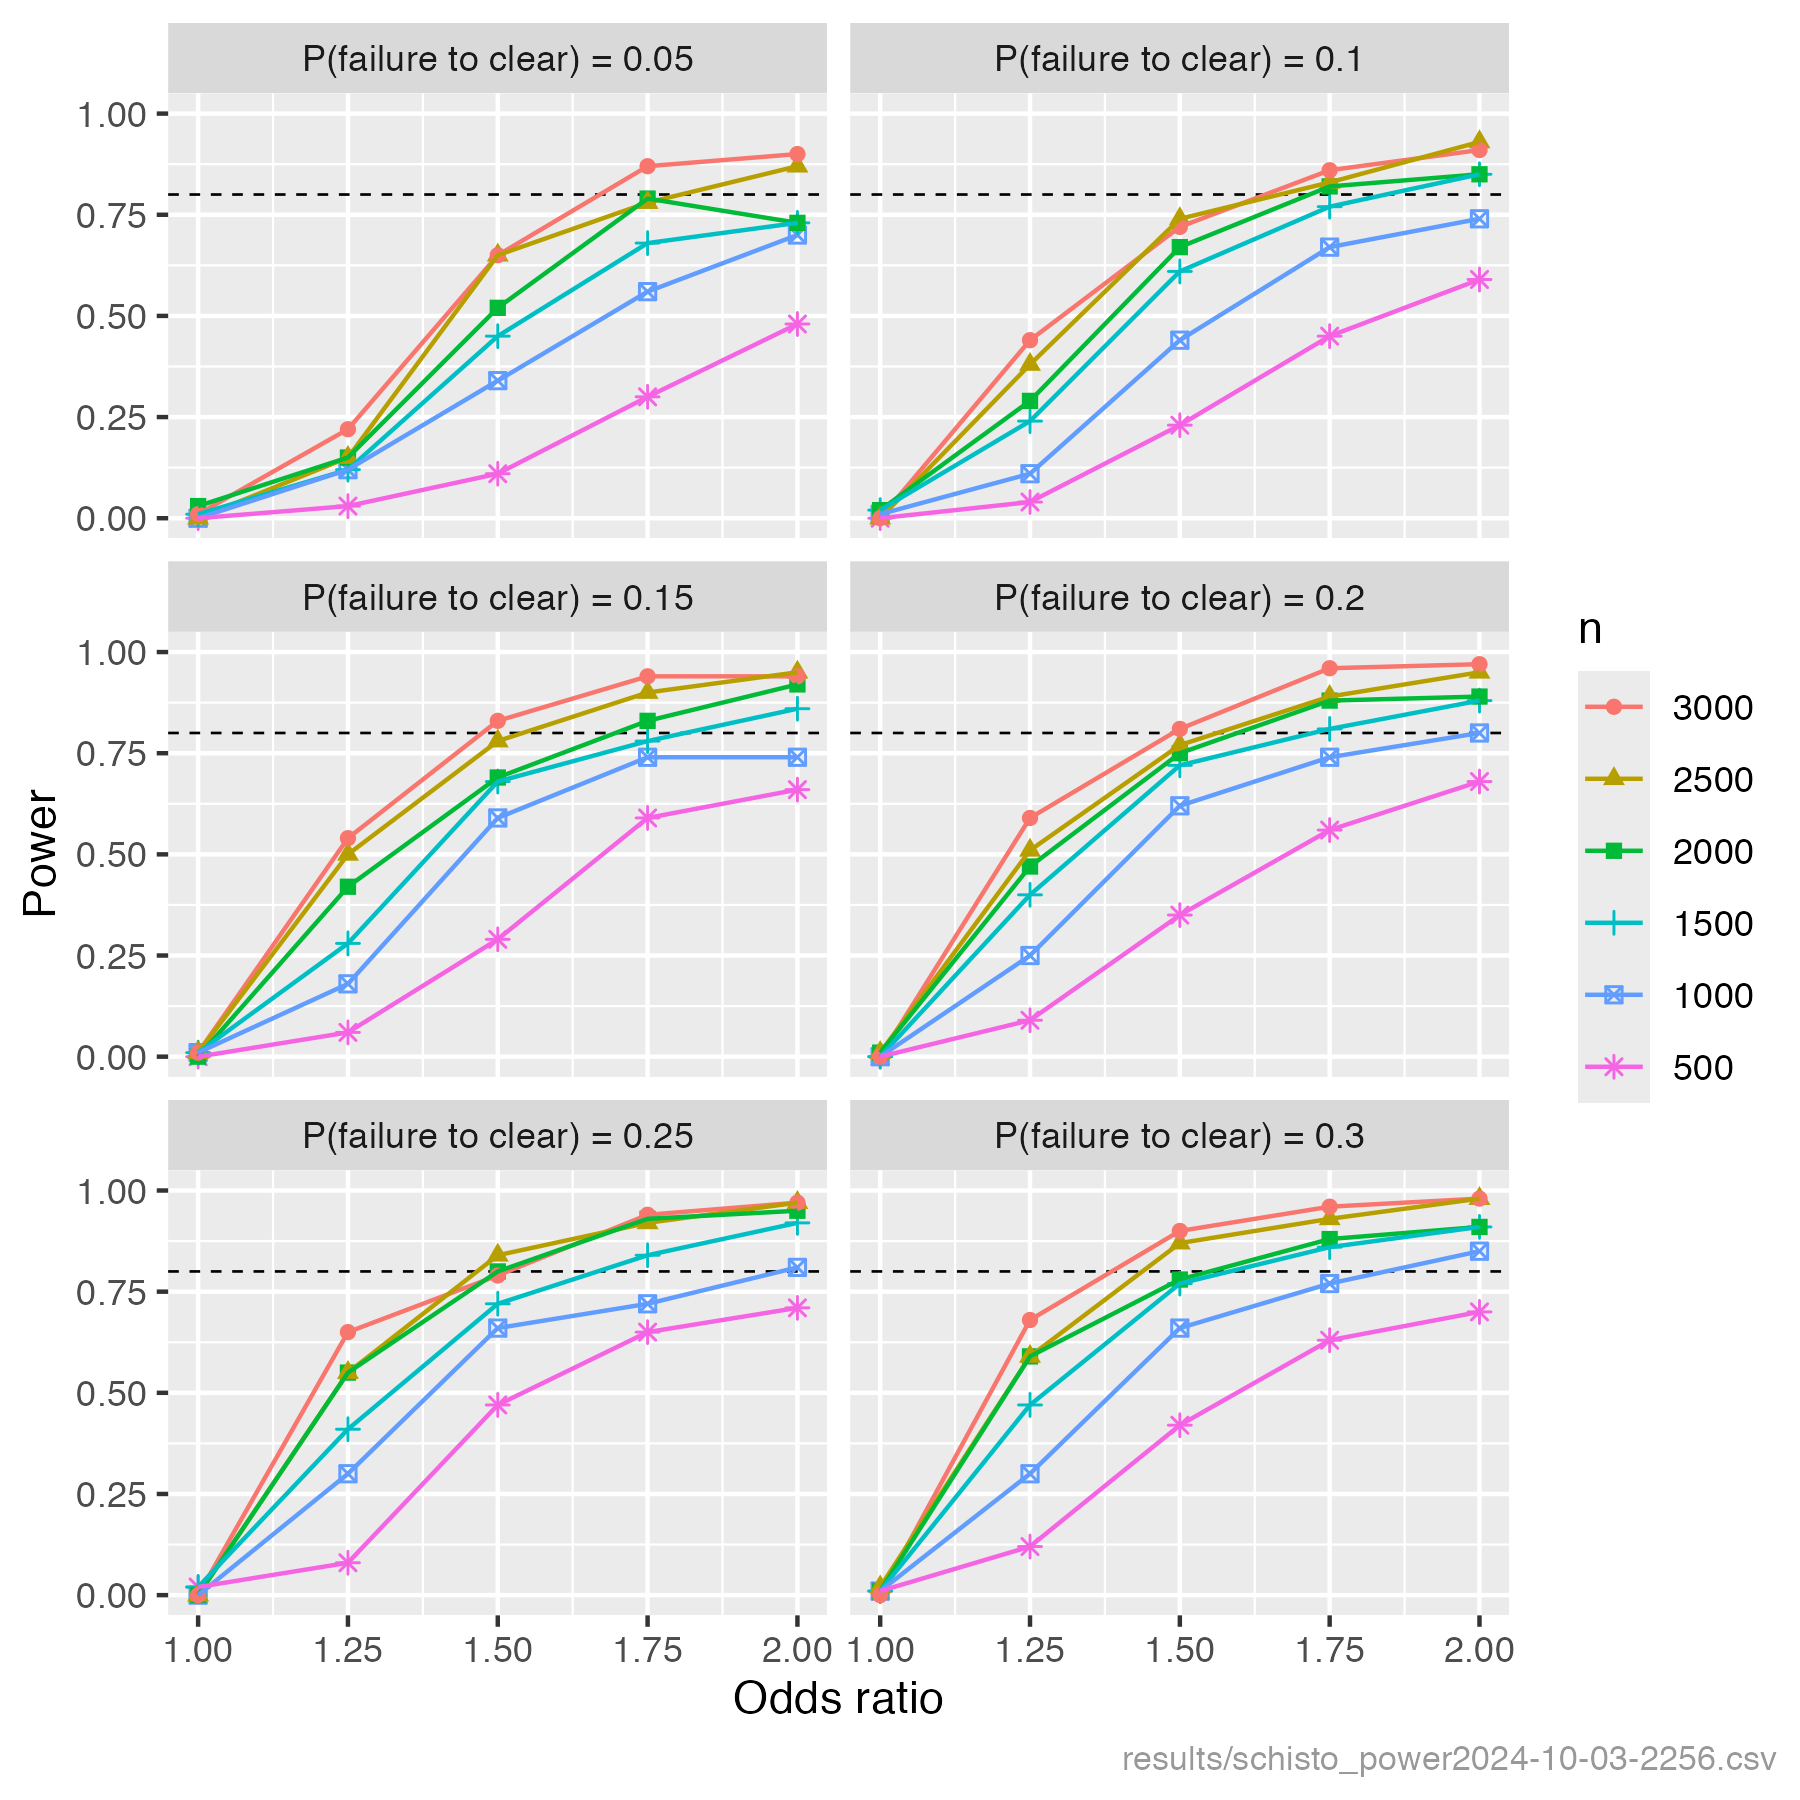 P(failure to clear) = 0.05
P(failure to clear) = 0.1
1.00
0.75
0.50
0.25
0.00
P(failure to clear) = 0.15
P(failure to clear) = 0.2
1.00
0.75
0.50
0.25
0.00
P(failure to clear) = 0.25
P(failure to clear) = 0.3
1.00
0.75
0.50
0.25
0.00
1.00 1.25 1.50 1.75 2.00
1.00 1.25 1.50 1.75 2.00
Power
Odds ratio
n
3000
2500
2000
1500
1000
500
results/schisto_power2024-10-03-2256.csv